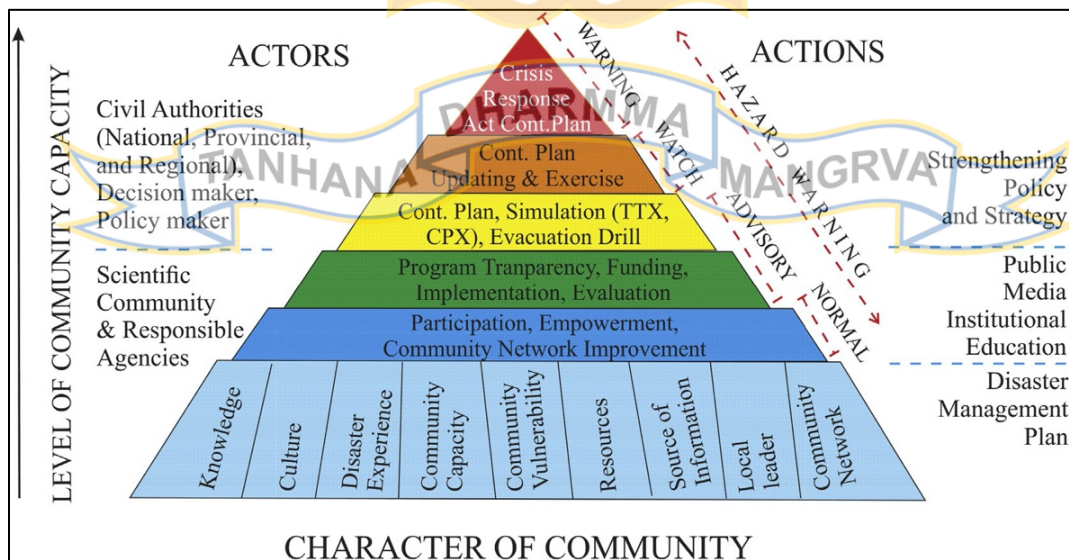 ACTORS
ACTIONS
LEVEL OF COMMUNITY CAPACITY
Civil Authorities
(National, Provincial,
and Regional),
Decision maker,
Policy maker
Scientific
Community
& Responsible
Agencies
Crisis
Response
Act Cont.Plan
Cont. Plan
Updating & Exercise
Cont. Plan, Simulation (TTX,
CPX), Evacuation Drill
Program Tranparency, Funding,
Implementation, Evaluation
Participation, Empowerment,
Community Network Improvement
Knowledge
Culture
Disaster
Experience
Community
Capacity
Community
Vulnerability
Resources
Source of
Information
Local
leader
Community
Network
WARNING
WATCH
ADVISORY
NORMAL
HAZARD WARNING
Strengthening
Policy
and Strategy
Public
Media
Institutional
Education
Disaster
Management
Plan
CHARACTER OF COMMUNITY
TANHANA DHARMMA MANGRVA